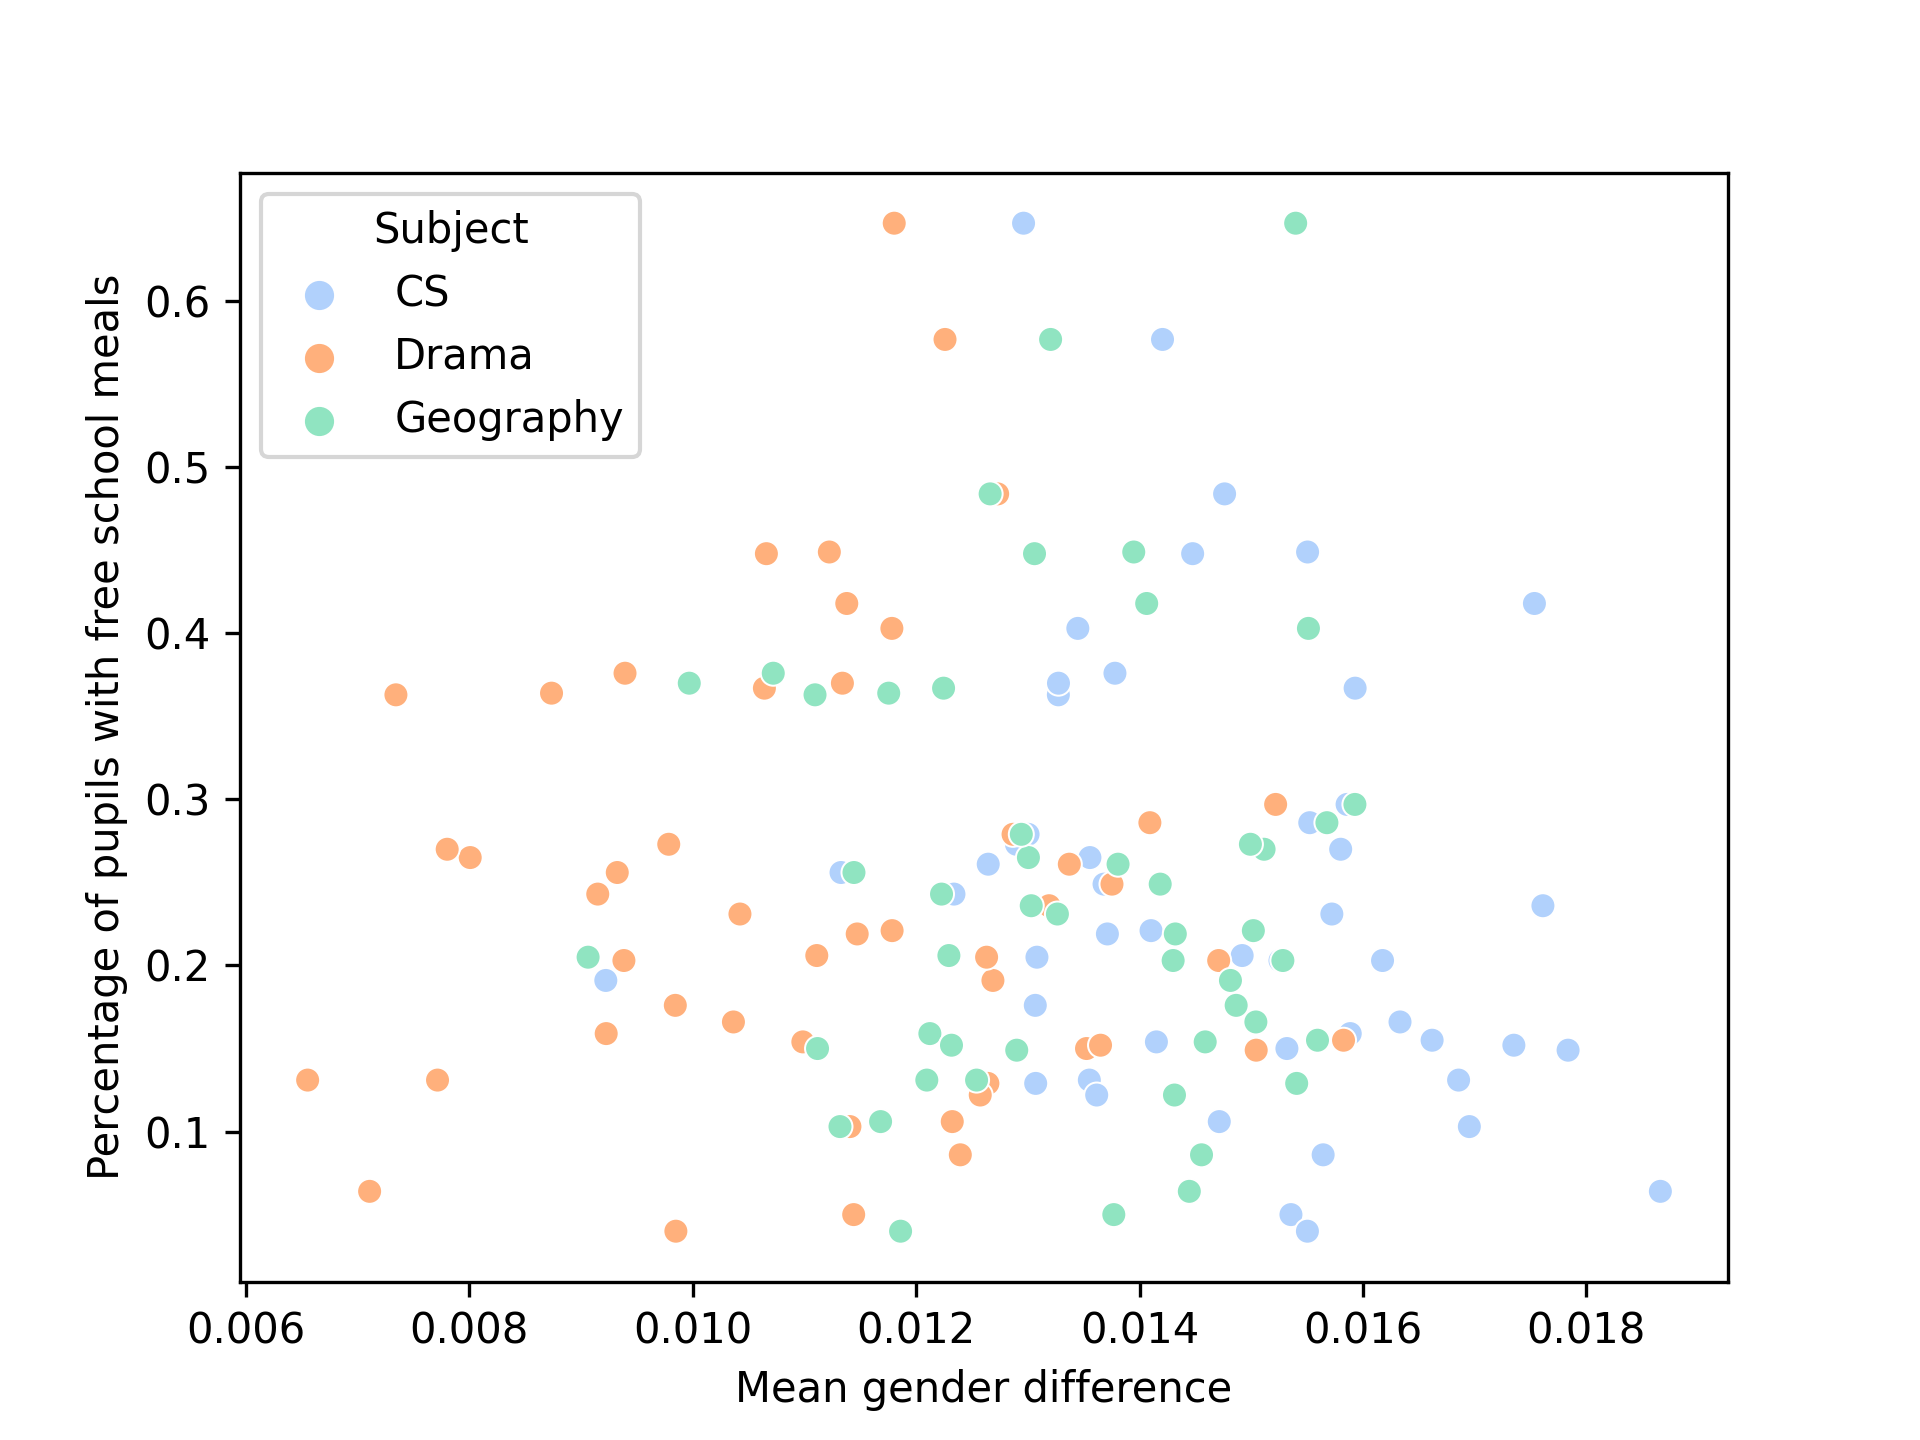 Subject
CS
Drama
Geography
Percentage of pupils with free school meals
0.6
0.5
0.4
0.3
0.2
0.1
0.006 0.008 0.010 0.012 0.014 0.016 0.018
Mean gender difference